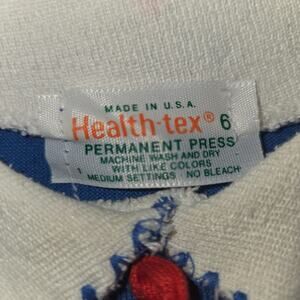 MADE IN U.S.A.
Health-tex® 6
PERMANENT PRESS
MACHINE WASH AND DRY
WITH LIKE COLORS
MEDIUM SETTINGS · NO BLEACH